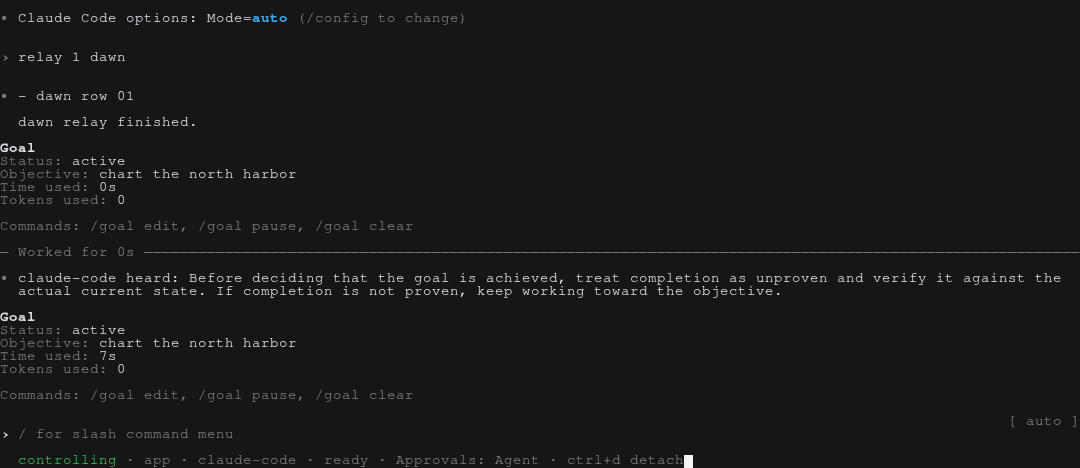 • Claude Code options: Mode=auto (/config to change)
› relay 1 dawn
• – dawn row 01
dawn relay finished.
Goal
Status: active
Objective: chart the north harbor
Time used: 0s
Tokens used: 0
Commands: /goal edit, /goal pause, /goal clear
— Worked for 0s —
• claude-code heard: Before deciding that the goal is achieved, treat completion as unproven and verify it against the
actual current state. If completion is not proven, keep working toward the objective.
Goal
Status: active
Objective: chart the north harbor
Time used: 7s
Tokens used: 0
Commands: /goal edit, /goal pause, /goal clear
[ auto ]
› / for slash command menu
controlling · app · claude-code · ready · Approvals: Agent · ctrl+d detach